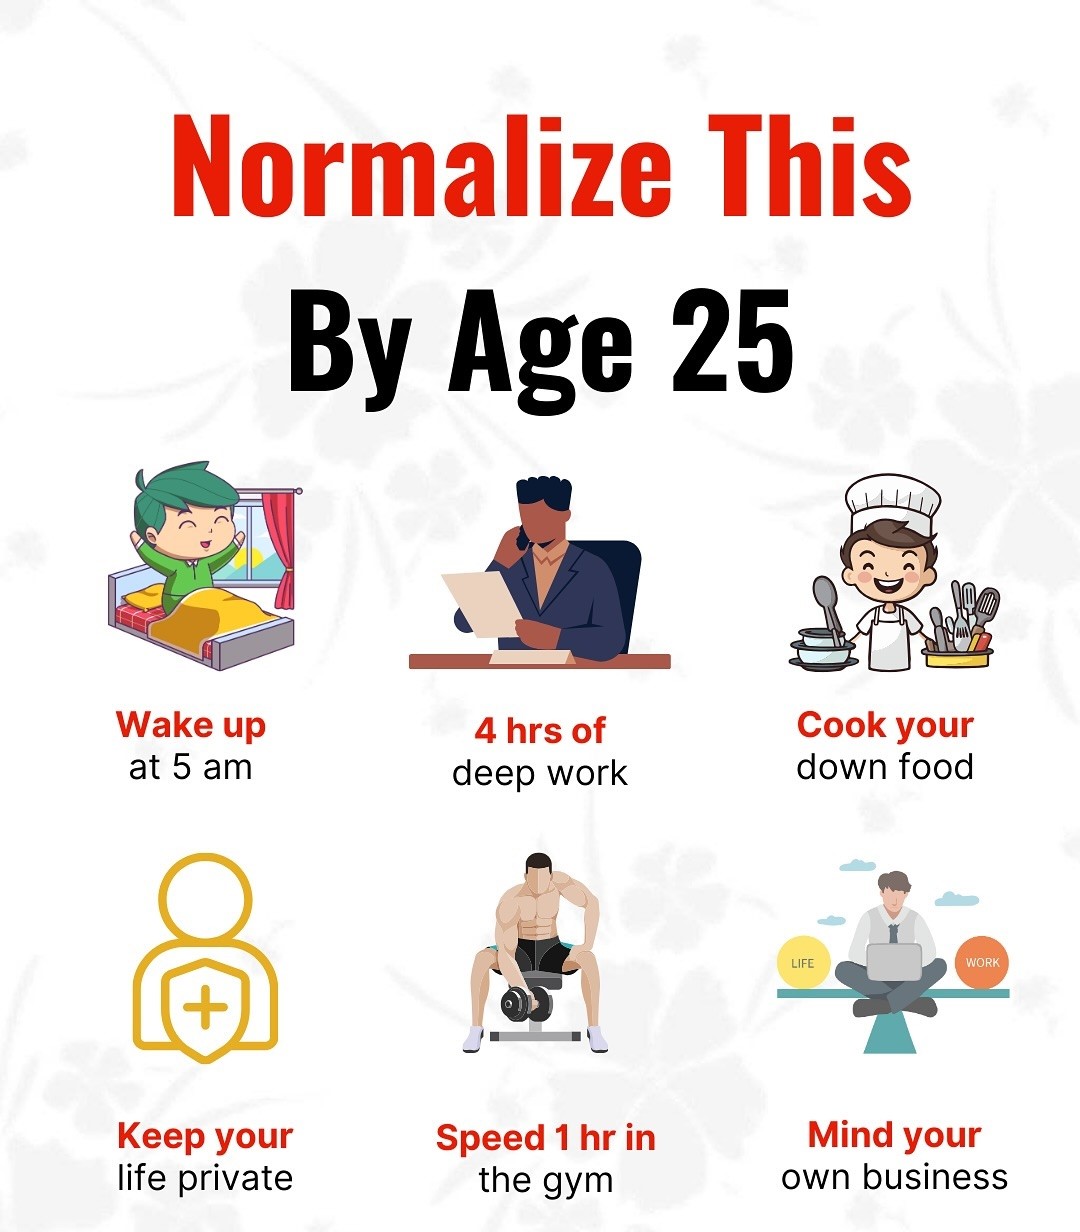 Normalize This
By Age 25
Wake up
at 5 am
4 hrs of
deep work
Cook your
down food
LIFE
WORK
Keep your
life private
Speed 1 hr in
the gym
Mind your
own business